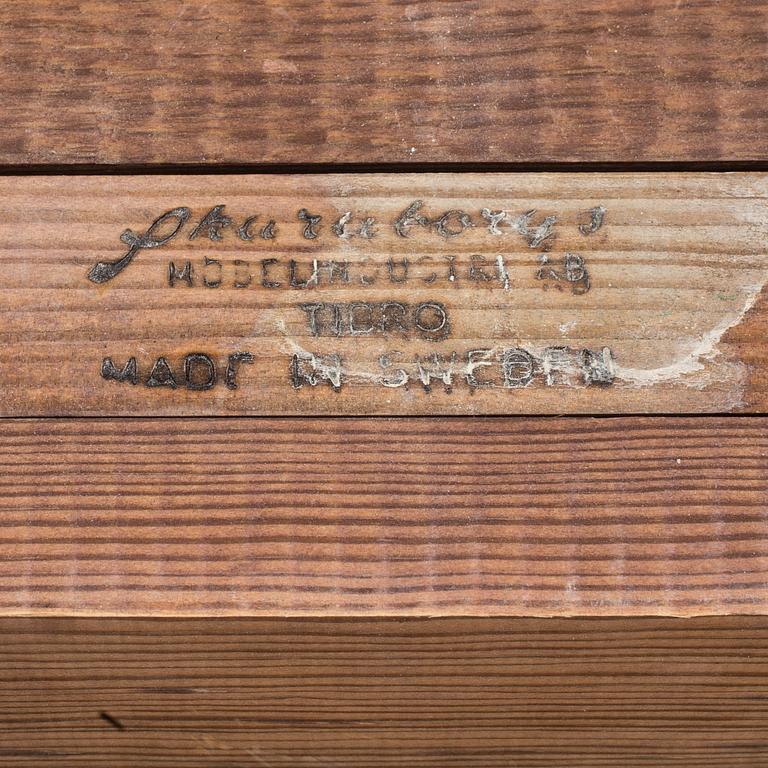 Skaraborgs
MÖBELINDUSTRI AB
TIBRO
MADE IN SWEDEN